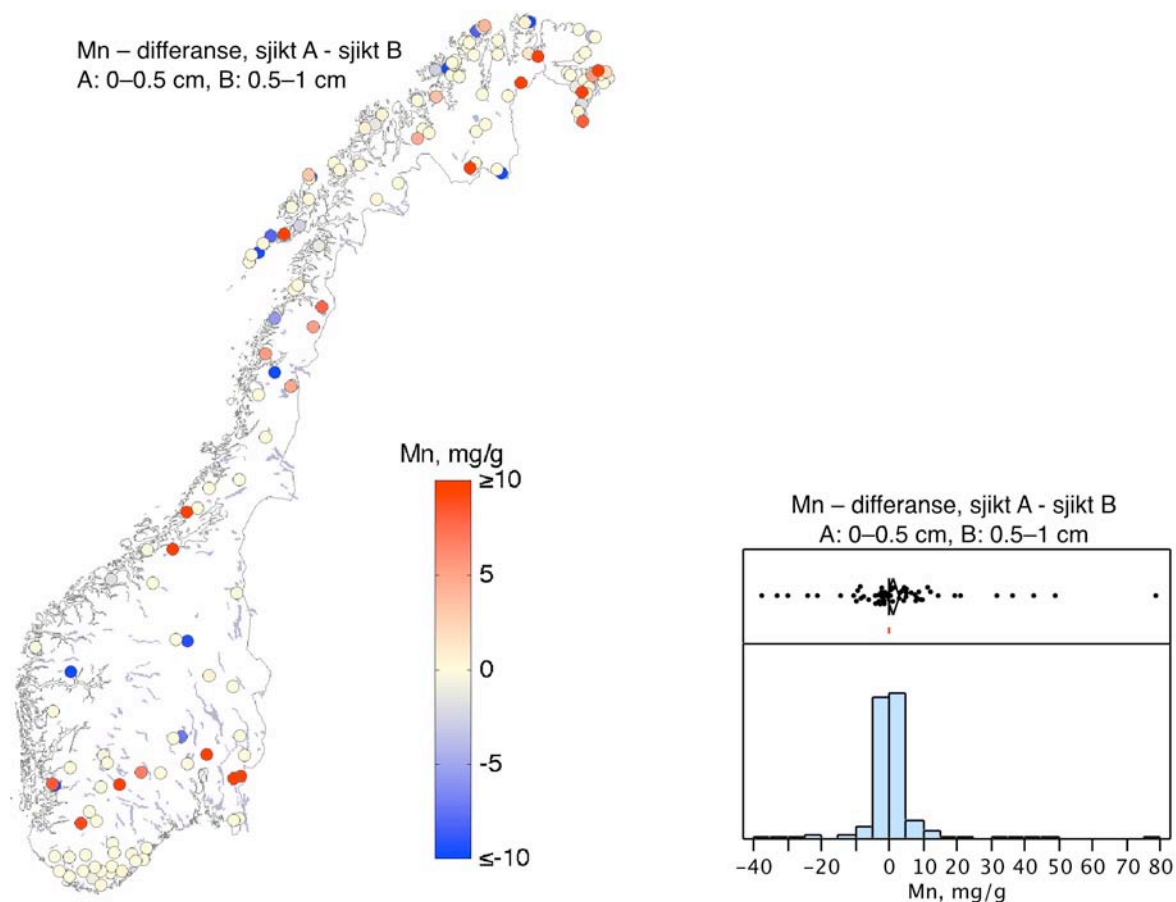 Mn – differanse, sjikt A - sjikt B
A: 0–0.5 cm, B: 0.5–1 cm
Mn, mg/g
≥10
5
0
-5
≤-10
Mn – differanse, sjikt A - sjikt B
A: 0–0.5 cm, B: 0.5–1 cm
−40 −20 0 10 20 30 40 50 60 70 80
Mn, mg/g